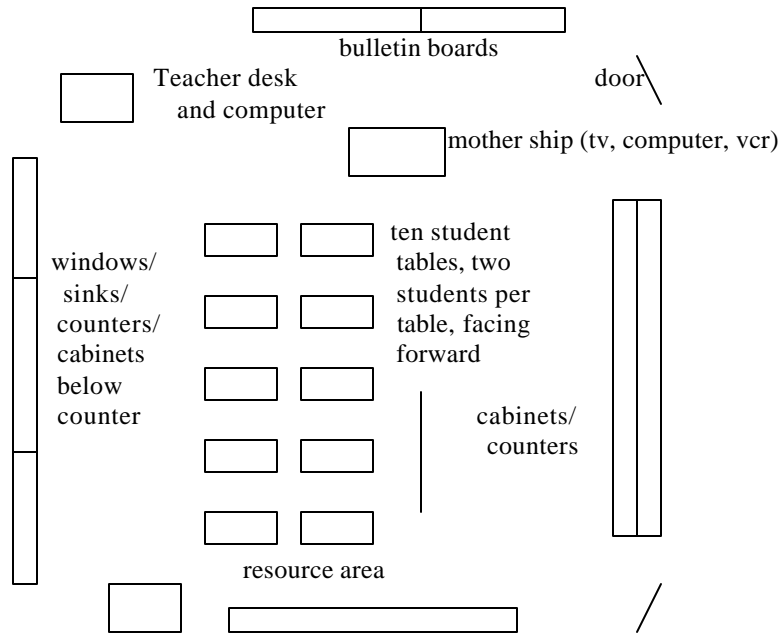 bulletin boards
Teacher desk
and computer
door
mother ship (tv, computer, vcr)
ten student
tables, two
students per
table, facing
forward
windows/
sinks/
counters/
cabinets
below
counter
cabinets/
counters
resource area